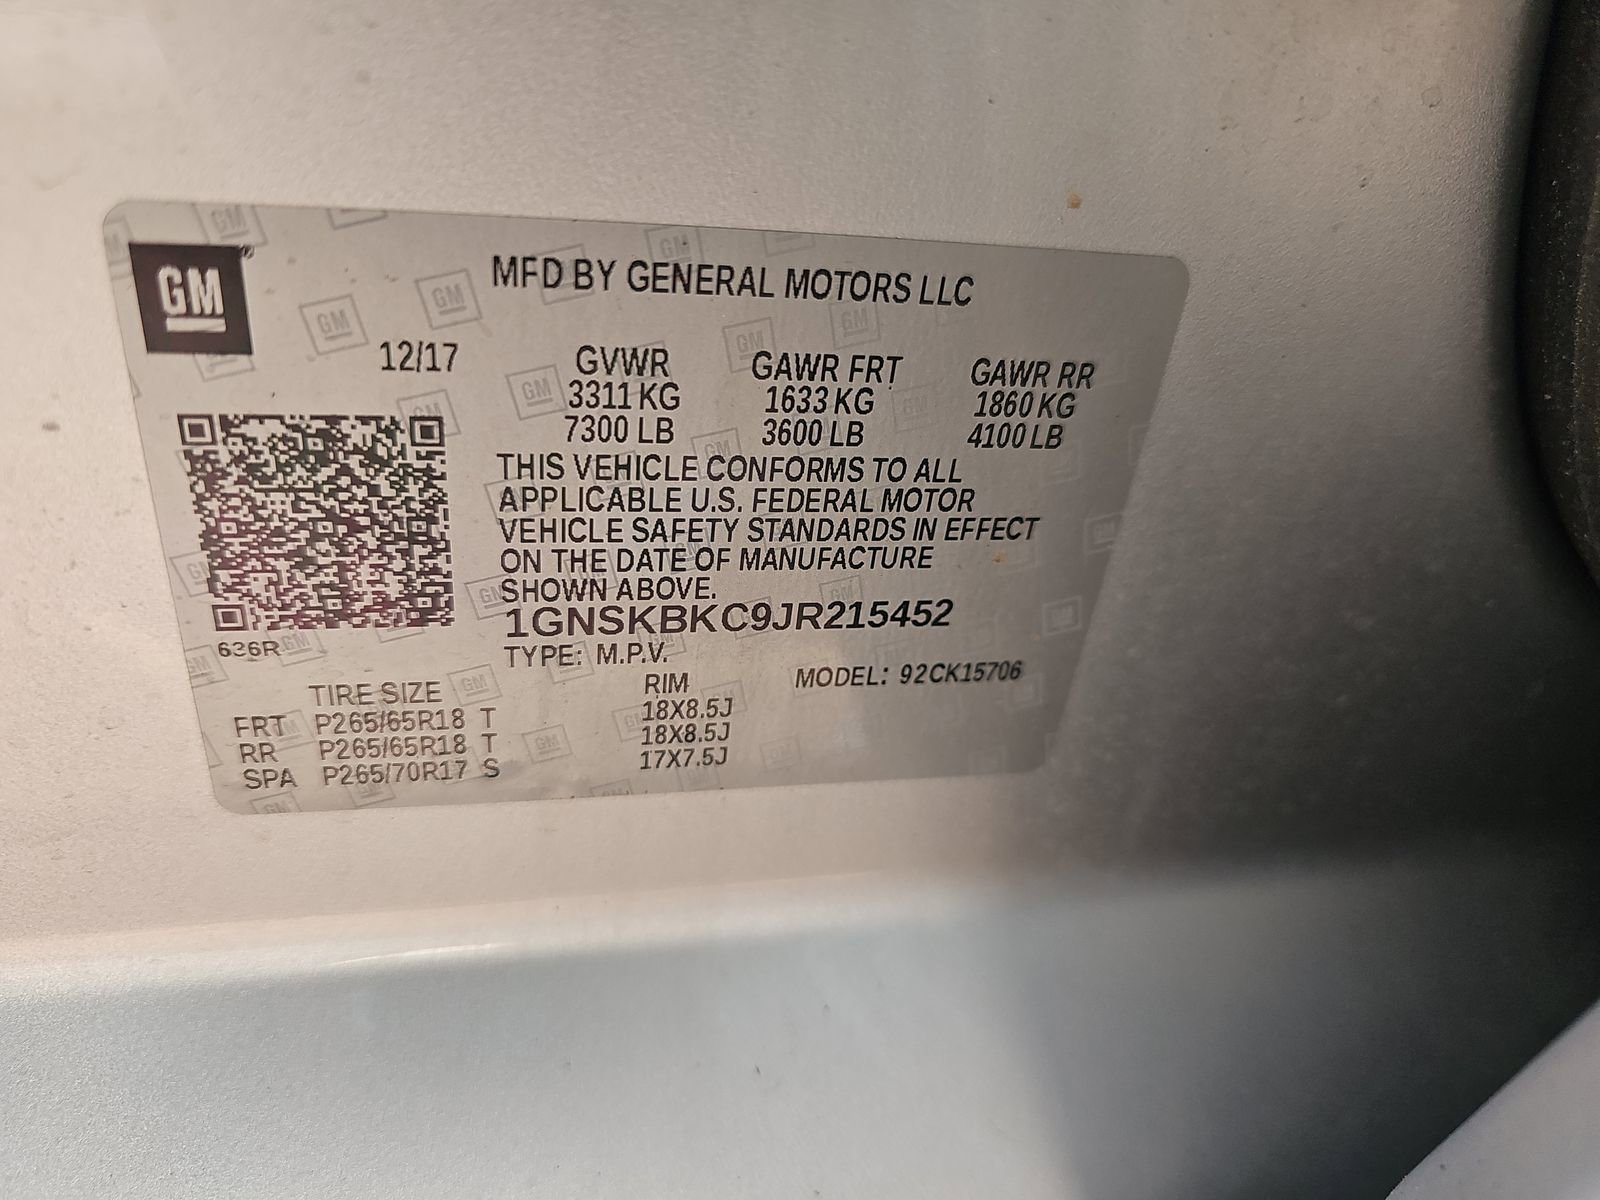 GM
MFD BY GENERAL MOTORS LLC
12/17 GVWR GAWR FRT GAWR RR
3311 KG 1633 KG 1860 KG
7300 LB 3600 LB 4100 LB
THIS VEHICLE CONFORMS TO ALL
APPLICABLE U.S. FEDERAL MOTOR
VEHICLE SAFETY STANDARDS IN EFFECT
ON THE DATE OF MANUFACTURE
SHOWN ABOVE.
1GNSKBKC9JR215452
636R
TYPE: M.P.V.
MODEL: 92CK15706
TIRE SIZE RIM
FRT P265/65R18 T 18X8.5J
RR P265/65R18 T 18X8.5J
SPA P265/70R17 S 17X7.5J